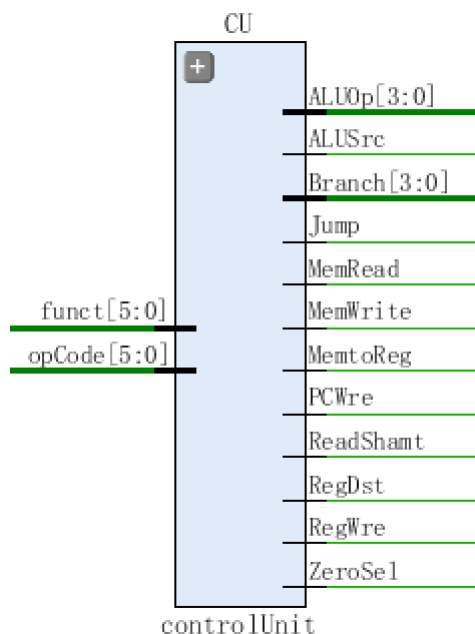 CU
+
ALUOp[3:0]
ALUSrc
Branch[3:0]
Jump
MemRead
funct[5:0]
MemWrite
opCode[5:0]
MemtoReg
PCWre
ReadShamt
RegDst
RegWre
ZeroSel
controlUnit